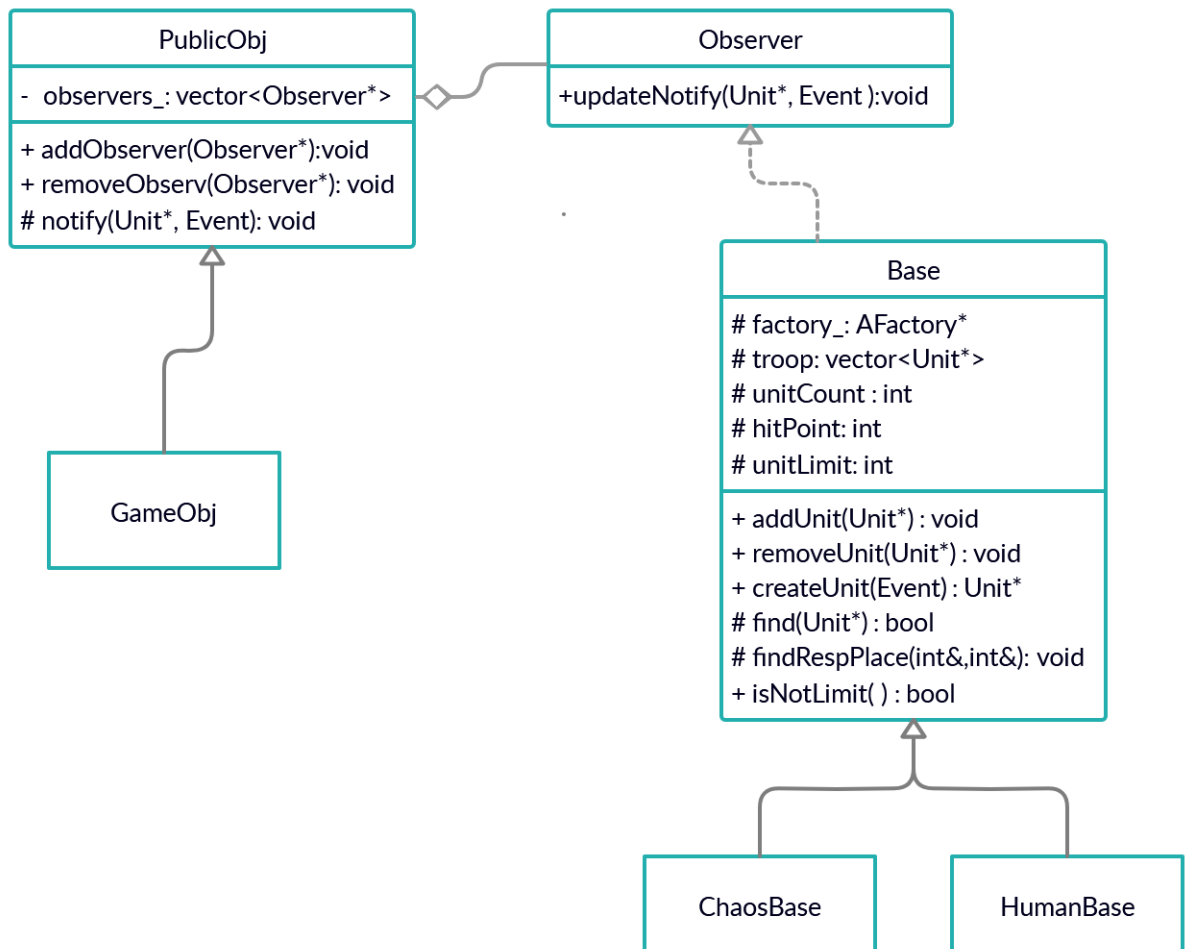 PublicObj
- observers_: vector<Observer*>
+ addObserver(Observer*):void
+ removeObserv(Observer*): void
# notify(Unit*, Event): void
Observer
+updateNotify(Unit*, Event ):void
GameObj
Base
# factory_: AFactory*
# troop: vector<Unit*>
# unitCount : int
# hitPoint: int
# unitLimit: int
+ addUnit(Unit*) : void
+ removeUnit(Unit*) : void
+ createUnit(Event) : Unit*
# find(Unit*) : bool
# findRespPlace(int&,int&): void
+ isNotLimit( ) : bool
ChaosBase
HumanBase